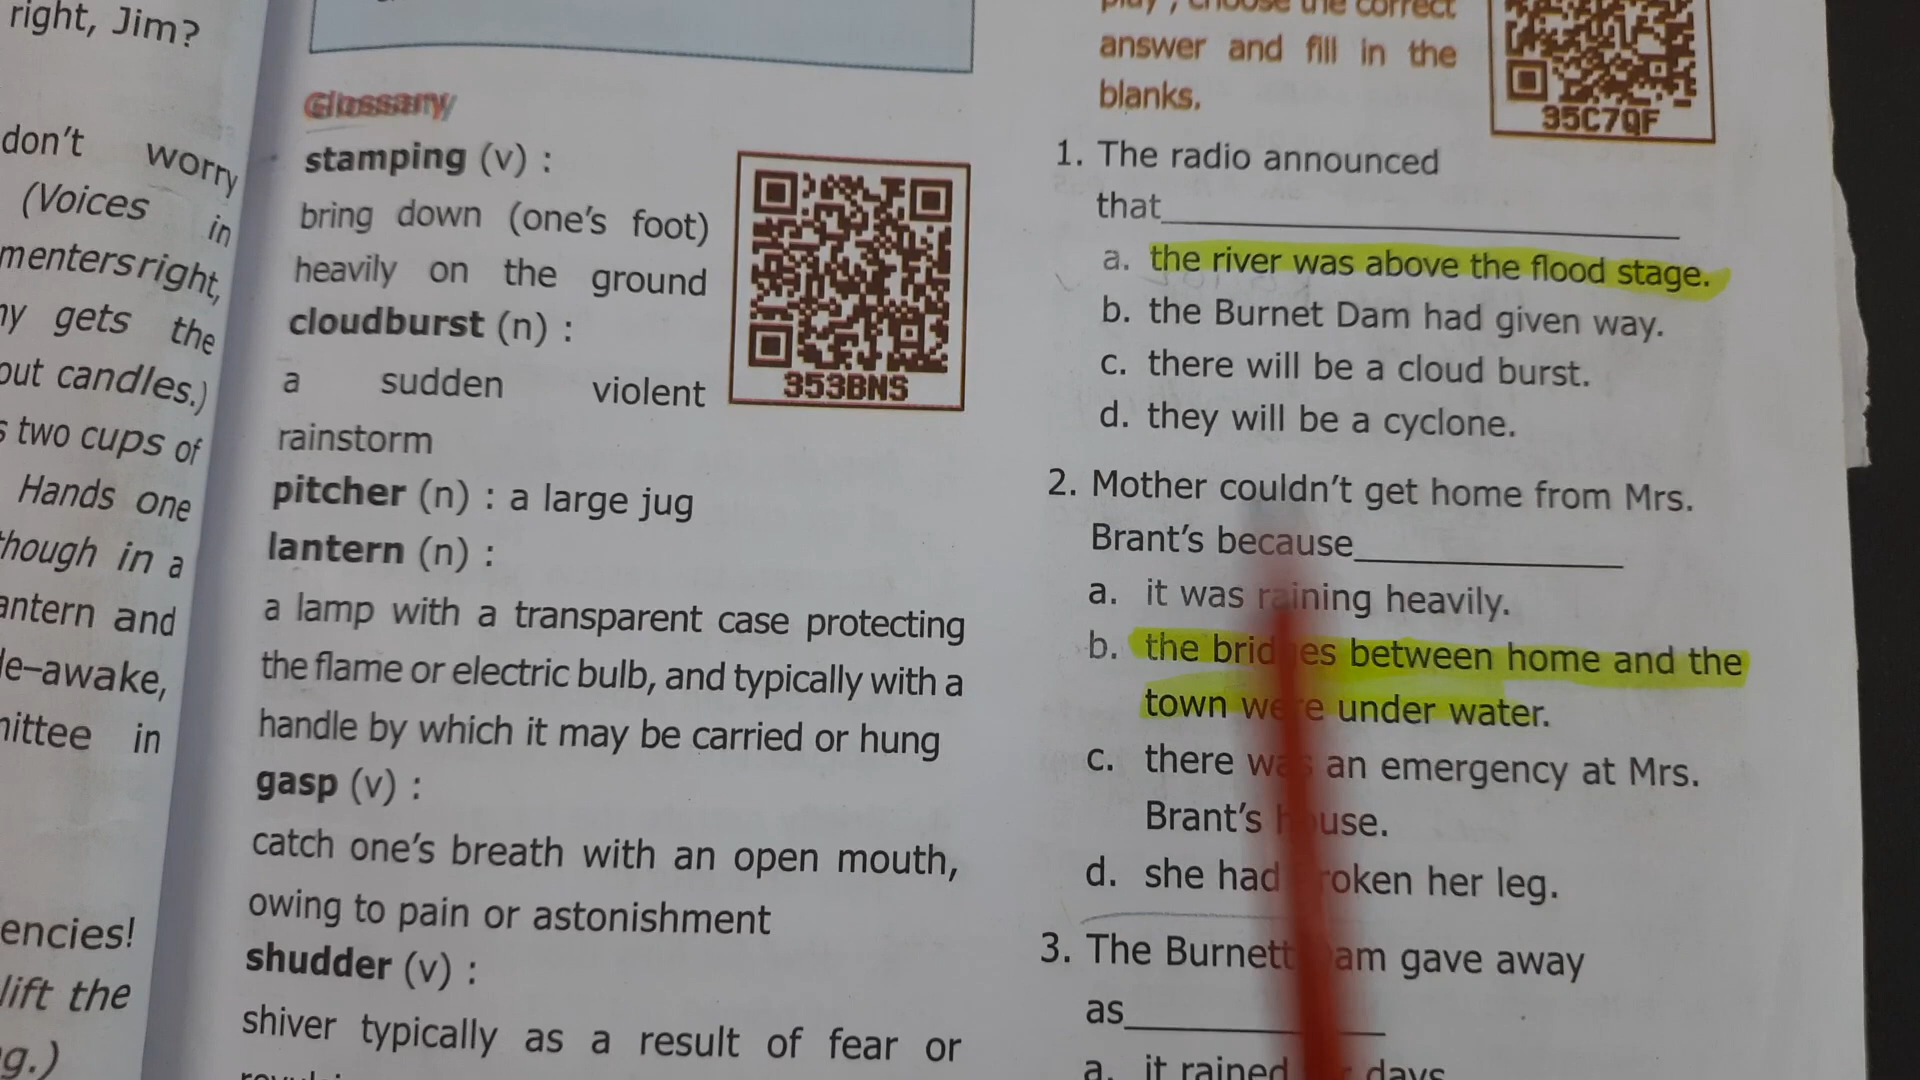 right, Jim?
don't worry
(Voices in
menters right,
gets the
out candles.)
two cups of
Hands one
though in a
antern and
le–awake,
mittee in
encies!
lift the
g.)
Glossary
stamping (v) :
bring down (one's foot)
heavily on the ground
cloudburst (n) :
a sudden violent
rainstorm
pitcher (n) : a large jug
lantern (n) :
a lamp with a transparent case protecting
the flame or electric bulb, and typically with a
handle by which it may be carried or hung
gasp (v) :
catch one's breath with an open mouth,
owing to pain or astonishment
shudder (v) :
shiver typically as a result of fear or
353BNS
play , choose the correct
answer and fill in the
blanks.
35C7QF
1. The radio announced
that____________________
a. the river was above the flood stage.
b. the Burnet Dam had given way.
c. there will be a cloud burst.
d. they will be a cyclone.
2. Mother couldn't get home from Mrs.
Brant's because____________
a. it was raining heavily.
b. the bridges between home and the
town were under water.
c. there was an emergency at Mrs.
Brant's house.
d. she had broken her leg.
3. The Burnett Dam gave away
as____________
a. it rained days